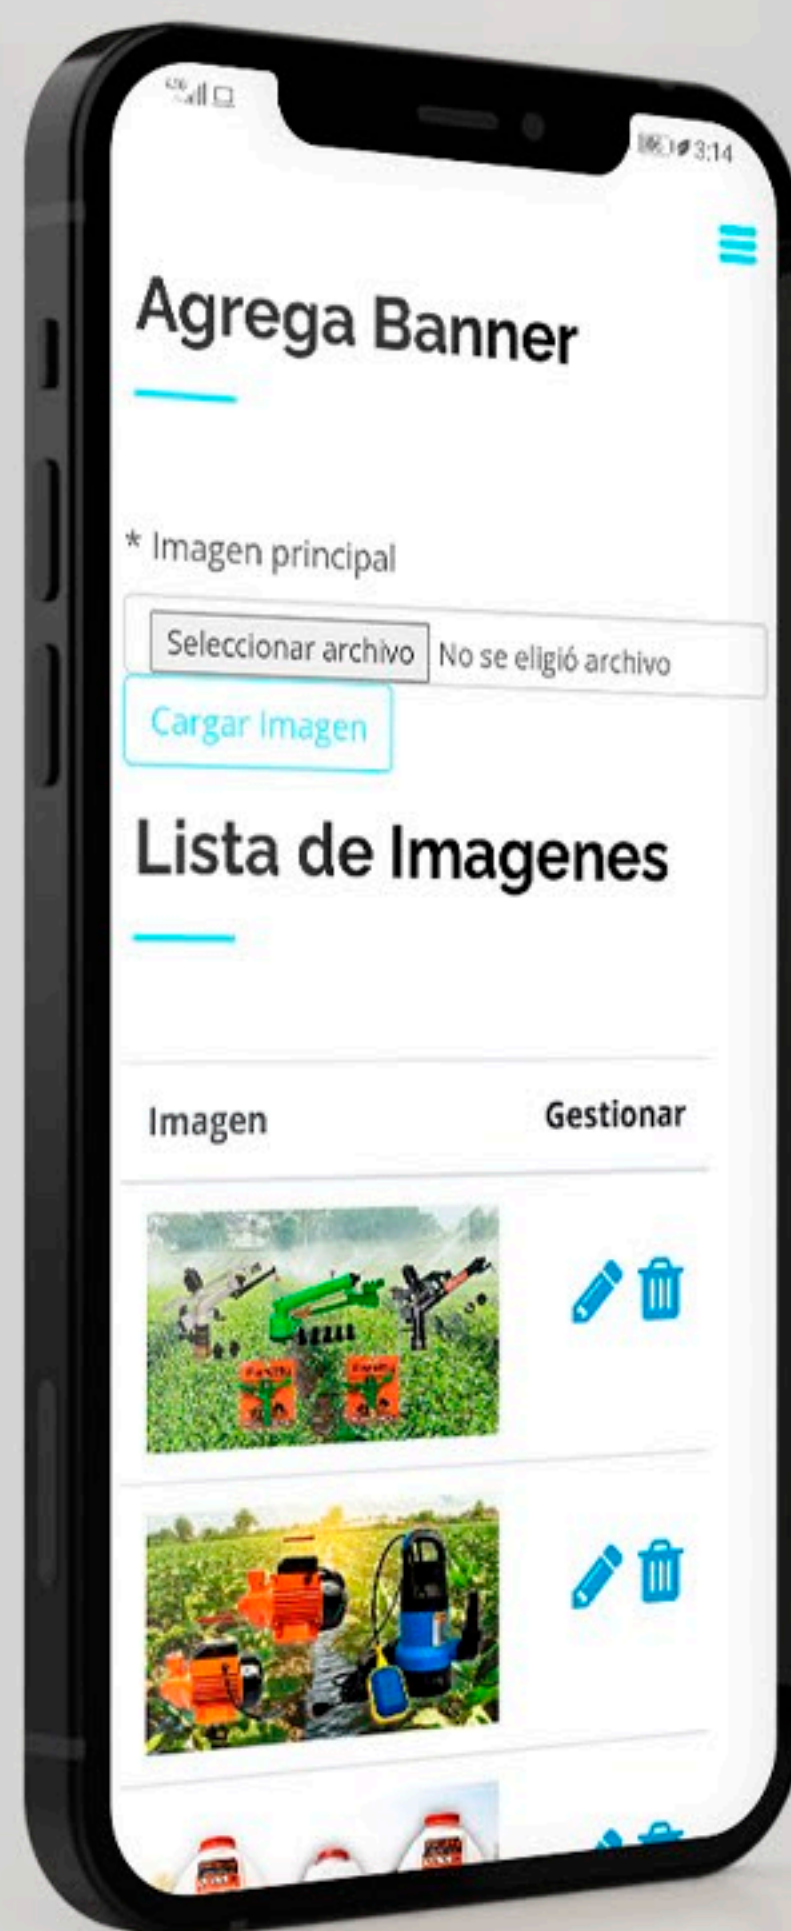 3:14
Agrega Banner
* Imagen principal
Seleccionar archivo No se eligió archivo
Cargar Imagen
Lista de Imagenes
Imagen Gestionar